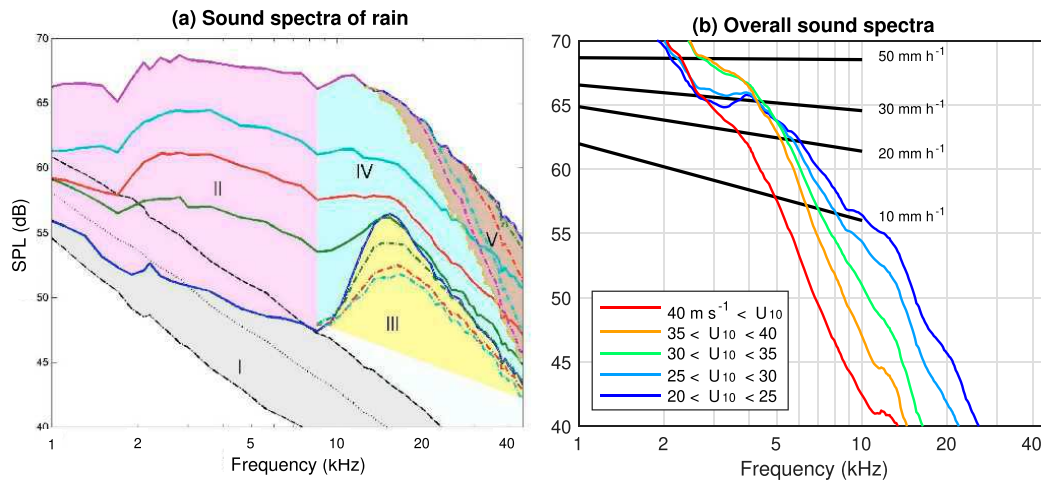 (a) Sound spectra of rain
70
65
60
55
50
45
40
SPL (dB)
I
II
III
IV
V
1
2
5
10
20
40
Frequency (kHz)
(b) Overall sound spectra
70
65
60
55
50
45
40
50 mm h⁻¹
30 mm h⁻¹
20 mm h⁻¹
10 mm h⁻¹
40 m s⁻¹ < U₁₀
35 < U₁₀ < 40
30 < U₁₀ < 35
25 < U₁₀ < 30
20 < U₁₀ < 25
1
2
5
10
20
40
Frequency (kHz)